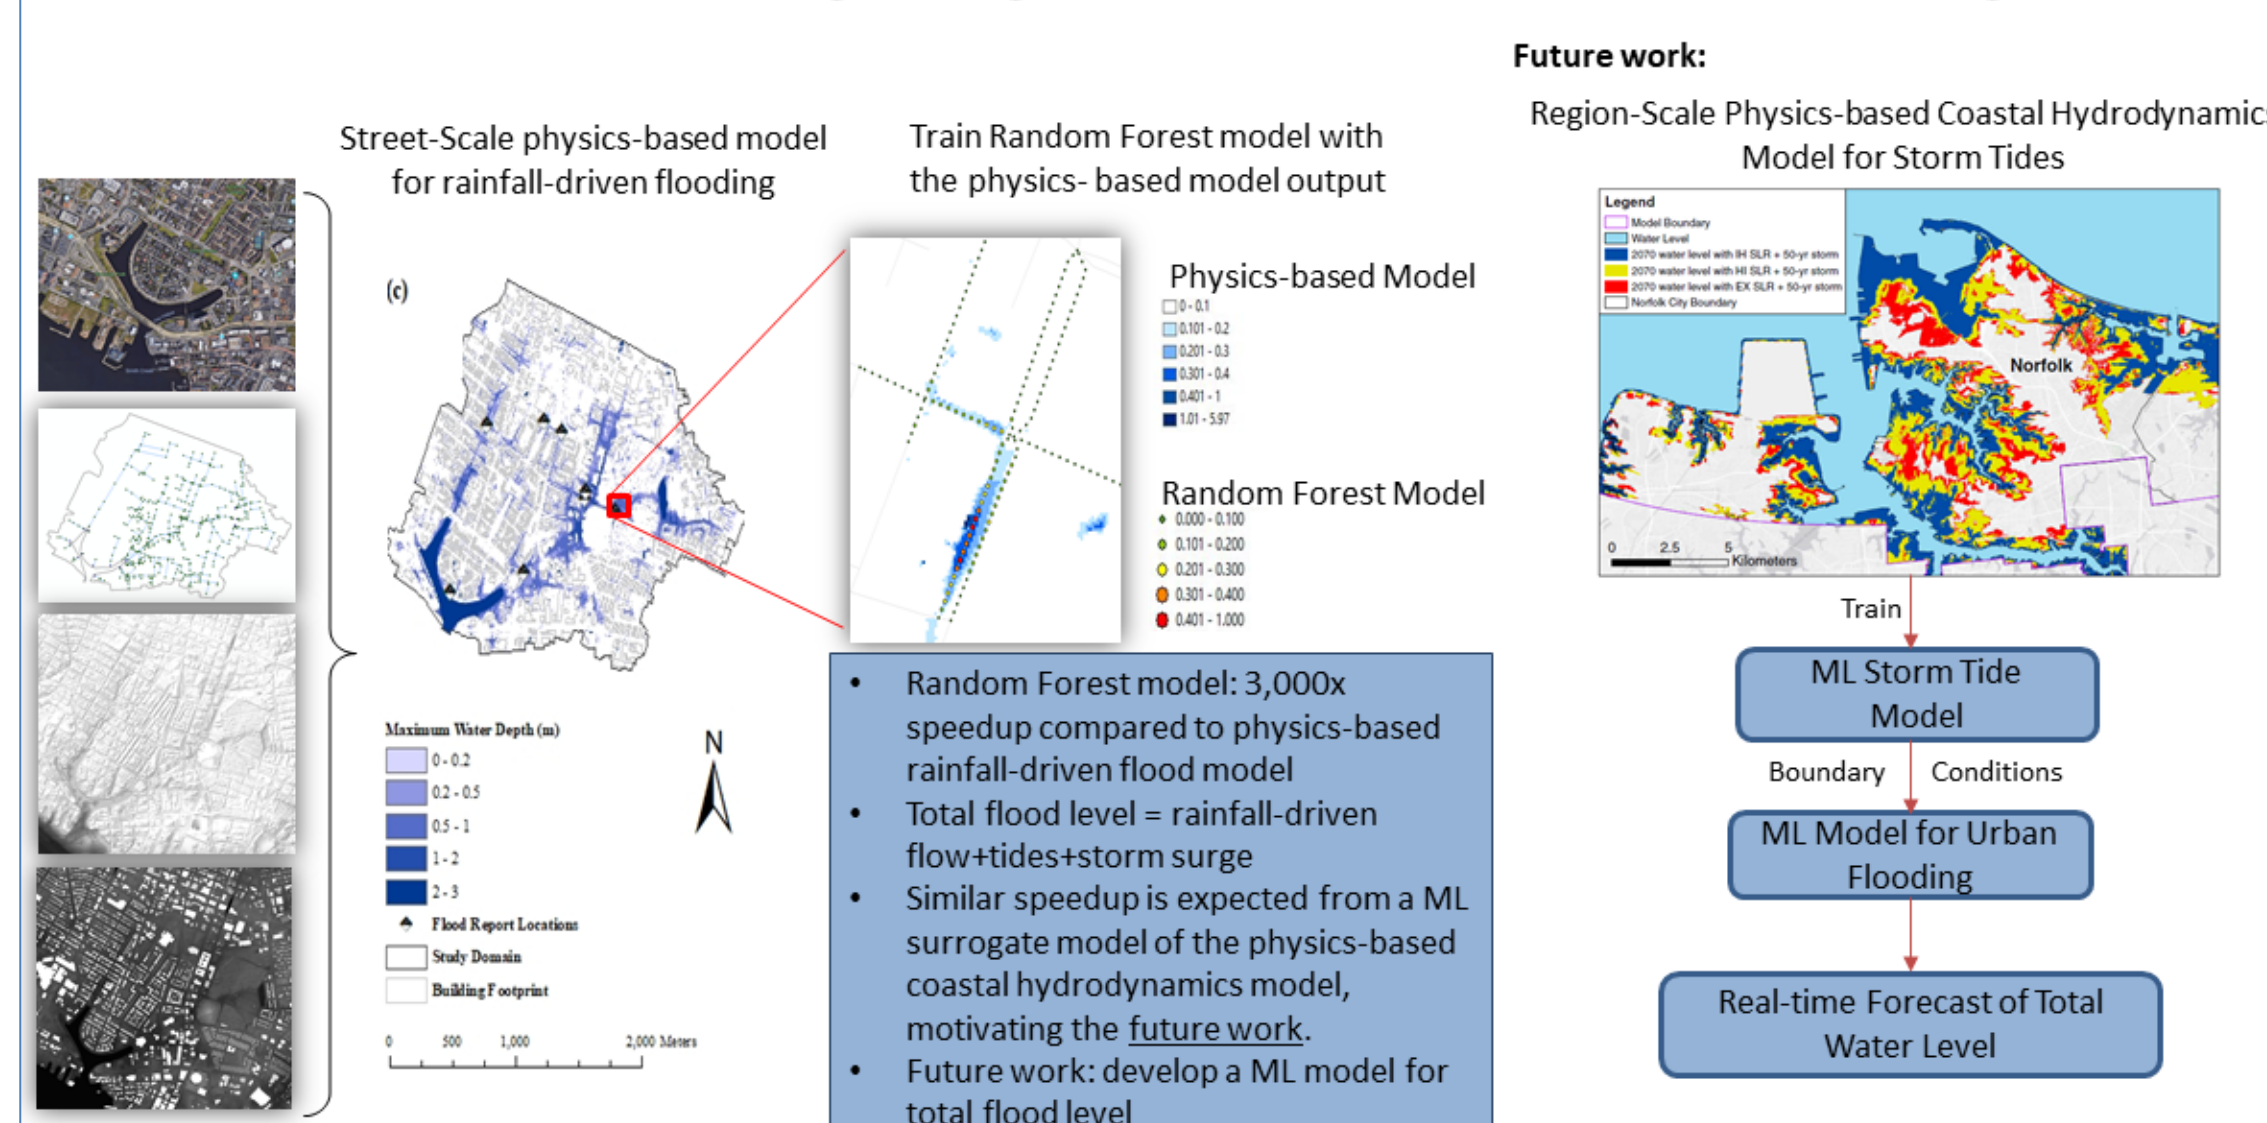 Future work:
Region-Scale Physics-based Coastal Hydrodynamics
Model for Storm Tides
Street-Scale physics-based model
for rainfall-driven flooding
Train Random Forest model with
the physics- based model output
(c)
Maximum Water Depth (m)
0 - 0.2
0.2 - 0.5
0.5 - 1
1 - 2
2 - 3
Flood Report Locations
Study Domain
Building Footprint
N
0 500 1,000 2,000 Meters
Physics-based Model
0 - 0.1
0.101 - 0.2
0.201 - 0.3
0.301 - 0.4
0.401 - 1
1.01 - 5.97
Random Forest Model
0.000 - 0.100
0.101 - 0.200
0.201 - 0.300
0.301 - 0.400
0.401 - 1.000
• Random Forest model: 3,000x
speedup compared to physics-based
rainfall-driven flood model
• Total flood level = rainfall-driven
flow+tides+storm surge
• Similar speedup is expected from a ML
surrogate model of the physics-based
coastal hydrodynamics model,
motivating the future work.
• Future work: develop a ML model for
total flood level
Legend
Model Boundary
Water Level
2070 water level with IH SLR + 50-yr storm
2070 water level with HI SLR + 50-yr storm
2070 water level with EX SLR + 50-yr storm
Norfolk City Boundary
Norfolk
0 2.5 5
Kilometers
Train
ML Storm Tide
Model
Boundary Conditions
ML Model for Urban
Flooding
Real-time Forecast of Total
Water Level